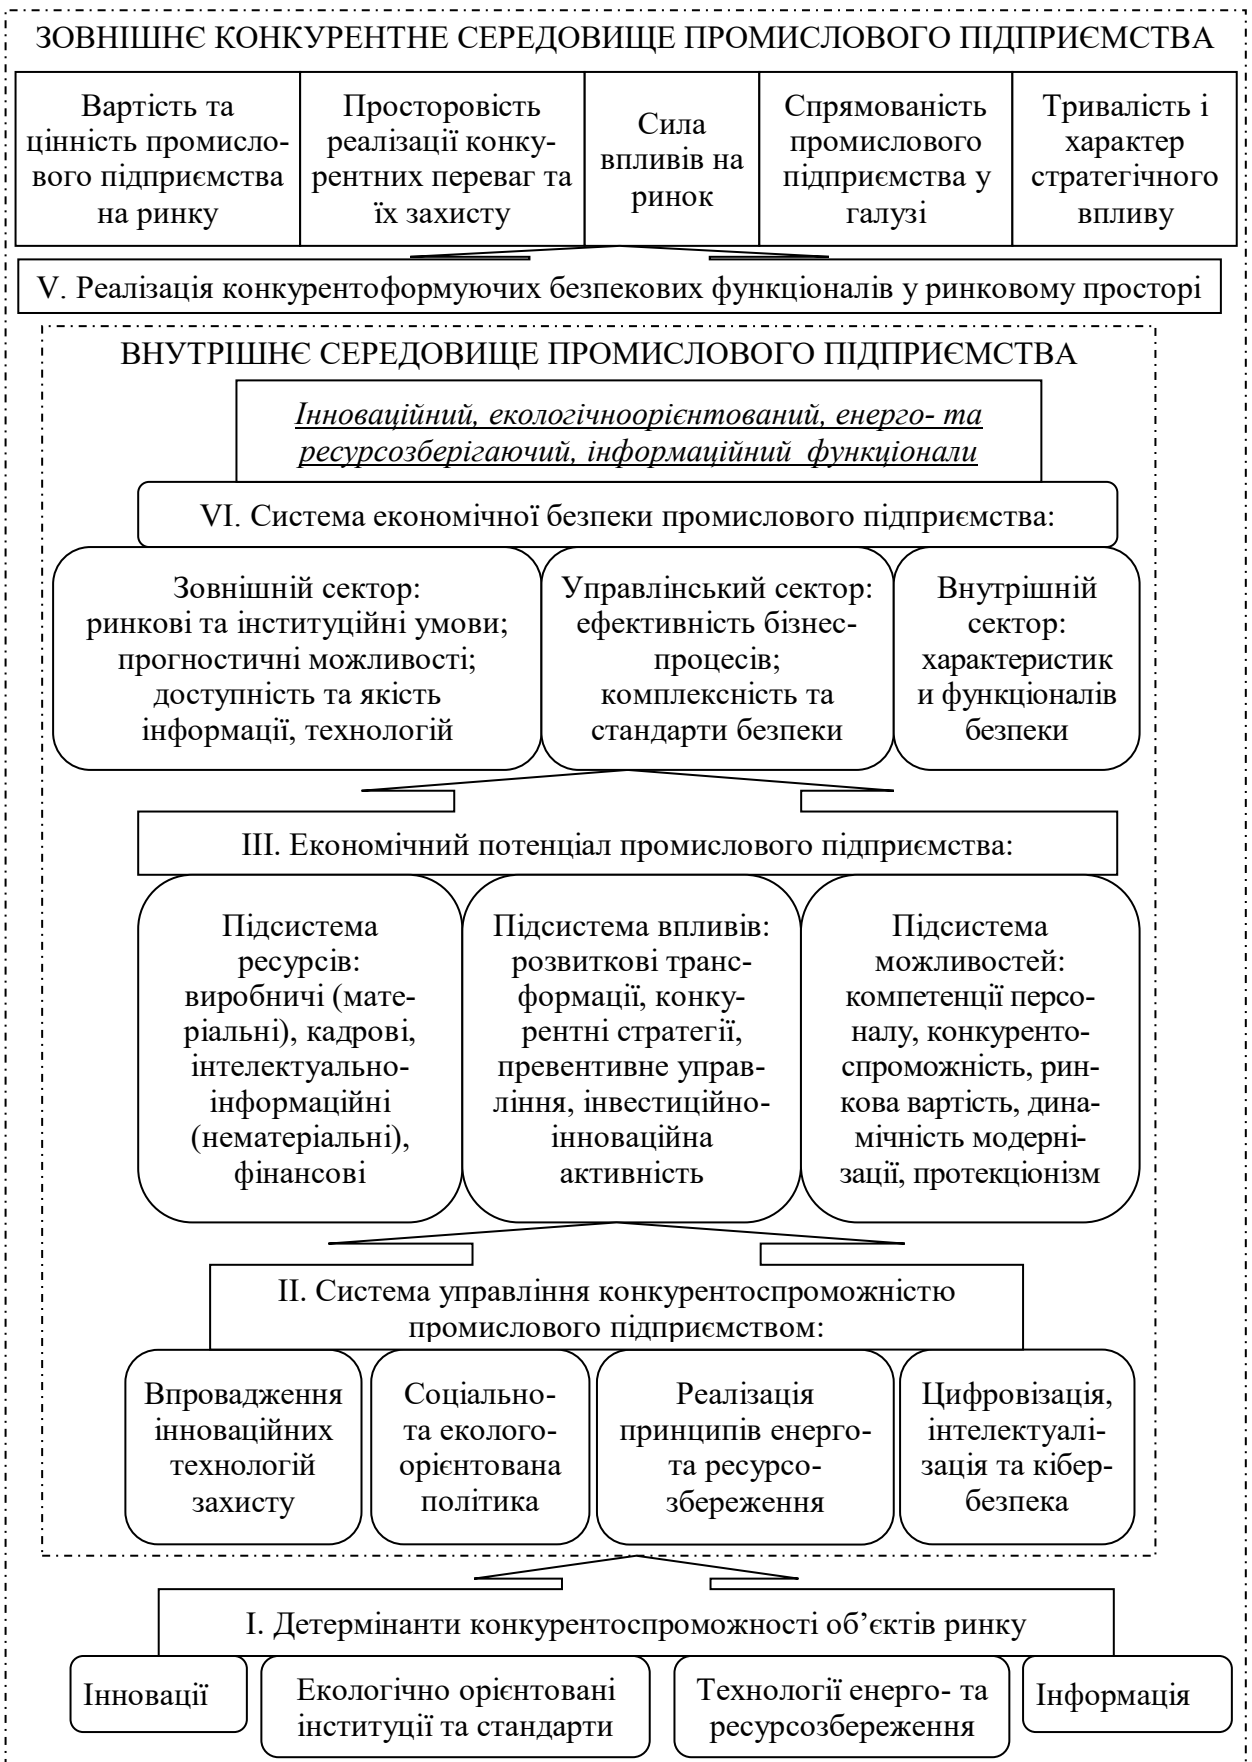 ЗОВНІШНЄ КОНКУРЕНТНЕ СЕРЕДОВИЩЕ ПРОМИСЛОВОГО ПІДПРИЄМСТВА
Вартість та
цінність промисло-
вого підприємства
на ринку
Просторовість
реалізації конку-
рентних переваг та
їх захисту
Сила
впливів на
ринок
Спрямованість
промислового
підприємства у
галузі
Тривалість і
характер
стратегічного
впливу
V. Реалізація конкурентоформуючих безпекових функціоналів у ринковому просторі
ВНУТРІШНЄ СЕРЕДОВИЩЕ ПРОМИСЛОВОГО ПІДПРИЄМСТВА
Інноваційний, екологічноорієнтований, енерго- та
ресурсозберігаючий, інформаційний функціонали
VI. Система економічної безпеки промислового підприємства:
Зовнішній сектор:
ринкові та інституційні умови;
прогностичні можливості;
доступність та якість
інформації, технологій
Управлінський сектор:
ефективність бізнес-
процесів;
комплексність та
стандарти безпеки
Внутрішній
сектор:
характеристик
и функціоналів
безпеки
III. Економічний потенціал промислового підприємства:
Підсистема
ресурсів:
виробничі (мате-
ріальні), кадрові,
інтелектуально-
інформаційні
(нематеріальні),
фінансові
Підсистема впливів:
розвиткові транс-
формації, конку-
рентні стратегії,
превентивне управ-
ління, інвестиційно-
інноваційна
активність
Підсистема
можливостей:
компетенції персо-
налу, конкуренто-
спроможність, рин-
кова вартість, дина-
мічність модерні-
зації, протекціонізм
II. Система управління конкурентоспроможністю
промислового підприємством:
Впровадження
інноваційних
технологій
захисту
Соціально-
та еколого-
орієнтована
політика
Реалізація
принципів енерго-
та ресурсо-
збереження
Цифровізація,
інтелектуалі-
зація та кібер-
безпека
I. Детермінанти конкурентоспроможності об’єктів ринку
Інновації
Екологічно орієнтовані
інституції та стандарти
Технології енерго- та
ресурсозбереження
Інформація